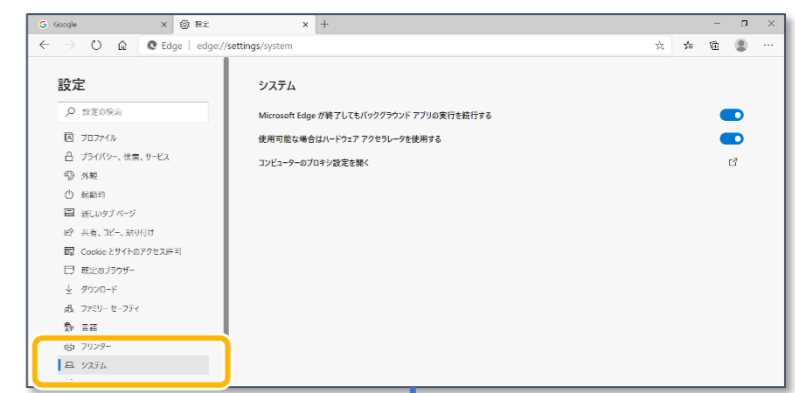 Google
設定
Edge | edge://settings/system
設定
設定の検索
プロファイル
プライバシー、検索、サービス
外観
起動時
新しいタブ ページ
共有、コピー、貼り付け
Cookie とサイトのアクセス許可
既定のブラウザー
ダウンロード
ファミリー セーフティ
言語
プリンター
システム
システム
Microsoft Edge が終了してもバックグラウンド アプリの実行を続行する
使用可能な場合はハードウェア アクセラレータを使用する
コンピューターのプロキシ設定を開く